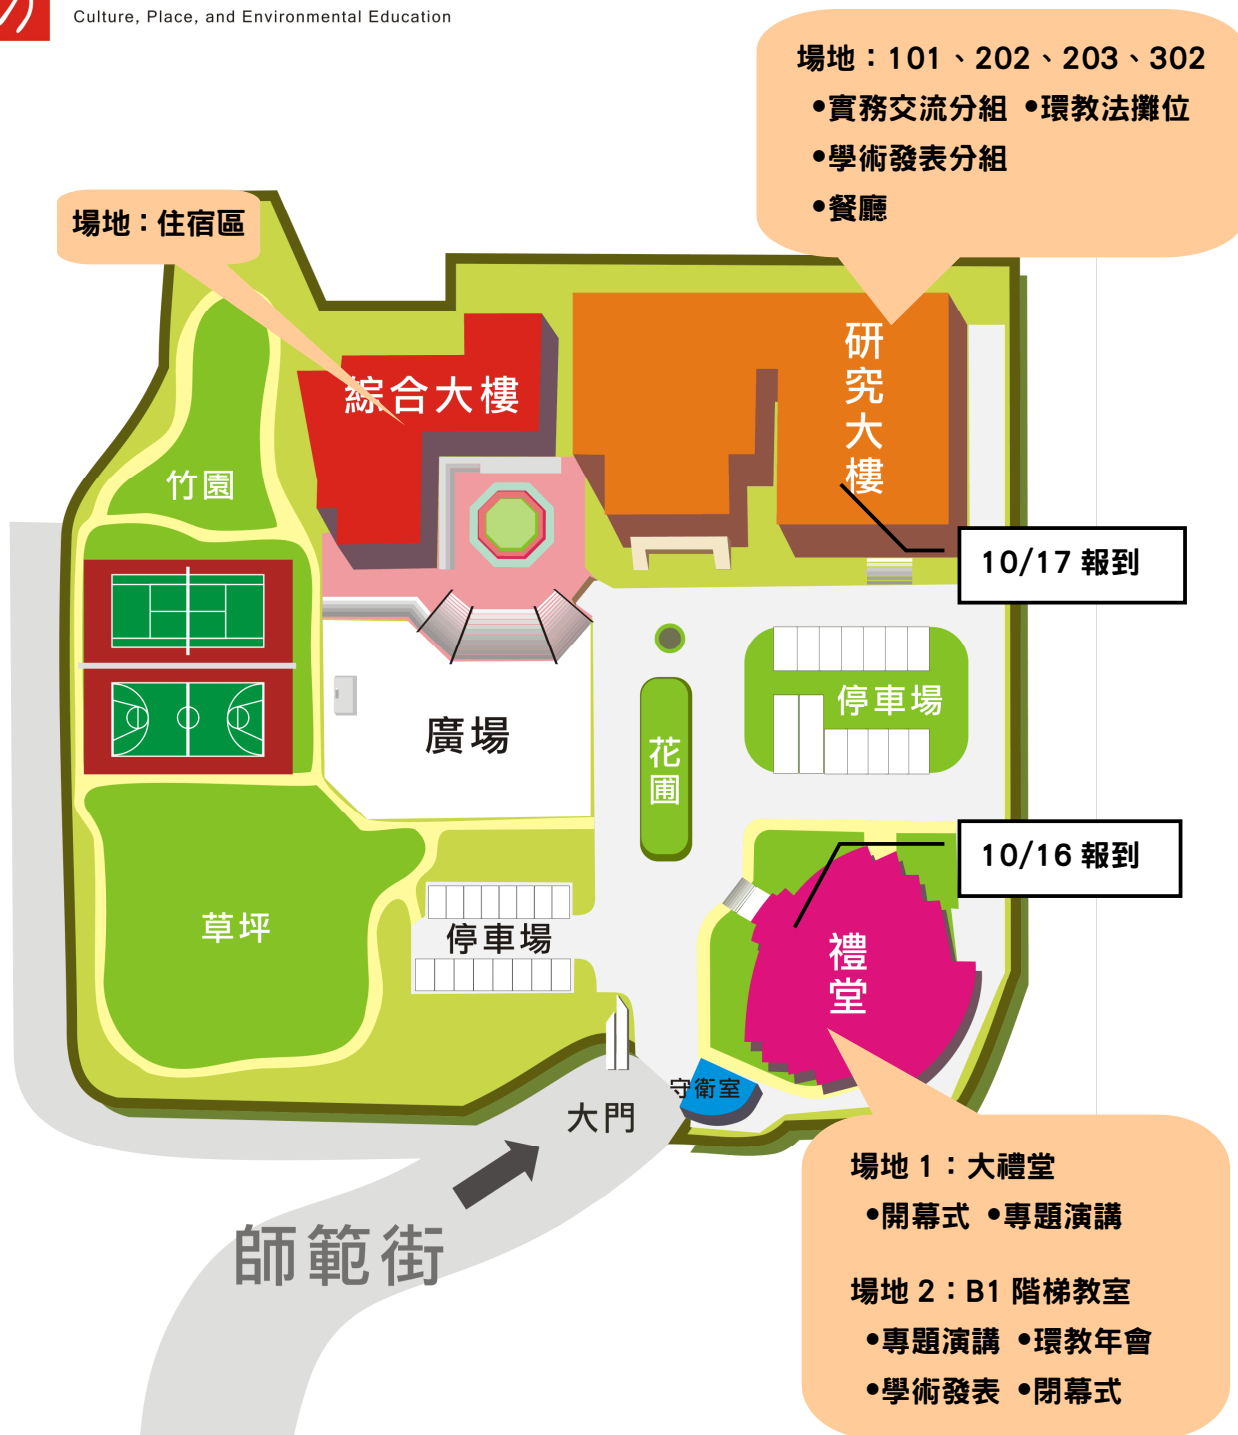 Culture, Place, and Environmental Education
場地：101、202、203、302
•實務交流分組 •環教法攤位
•學術發表分組
•餐廳
場地：住宿區
研究大樓
綜合大樓
竹園
10/17 報到
停車場
廣場
花圃
10/16 報到
草坪
停車場
禮堂
守衛室
大門
師範街
場地 1：大禮堂
•開幕式 •專題演講
場地 2：B1 階梯教室
•專題演講 •環教年會
•學術發表 •閉幕式